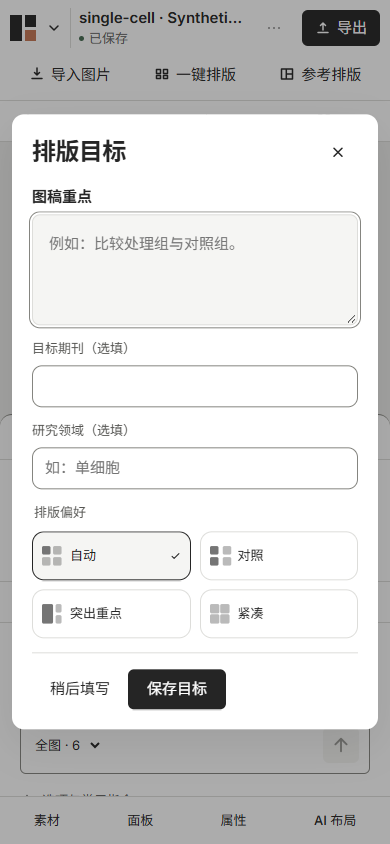 single-cell · Syntheti...
已保存
导出
导入图片
一键排版
参考排版
排版目标
图稿重点
例如：比较处理组与对照组。
目标期刊（选填）
研究领域（选填）
如：单细胞
排版偏好
自动
对照
突出重点
紧凑
稍后填写
保存目标
全图 · 6
素材
面板
属性
AI 布局